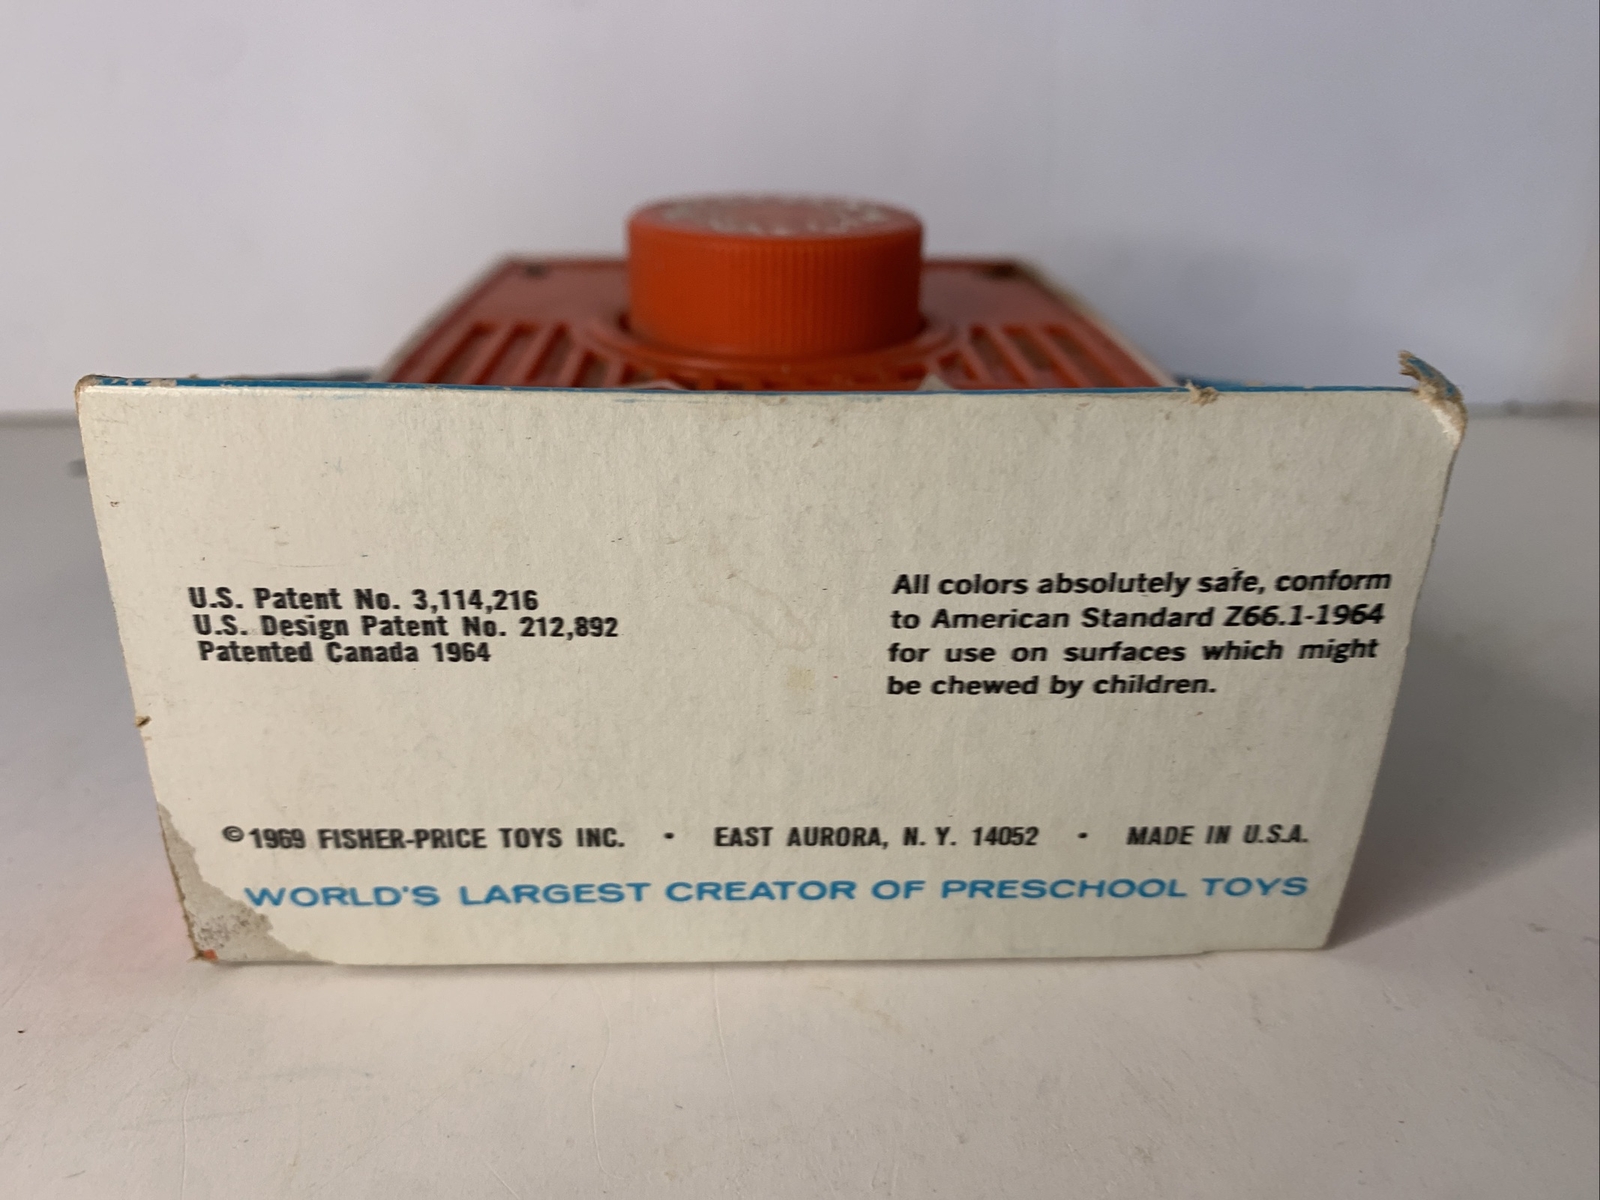 U.S. Patent No. 3,114,216
U.S. Design Patent No. 212,892
Patented Canada 1964
All colors absolutely safe, conform
to American Standard Z66.1-1964
for use on surfaces which might
be chewed by children.
©1969 FISHER-PRICE TOYS INC. • EAST AURORA, N. Y. 14052 • MADE IN U.S.A.
WORLD'S LARGEST CREATOR OF PRESCHOOL TOYS